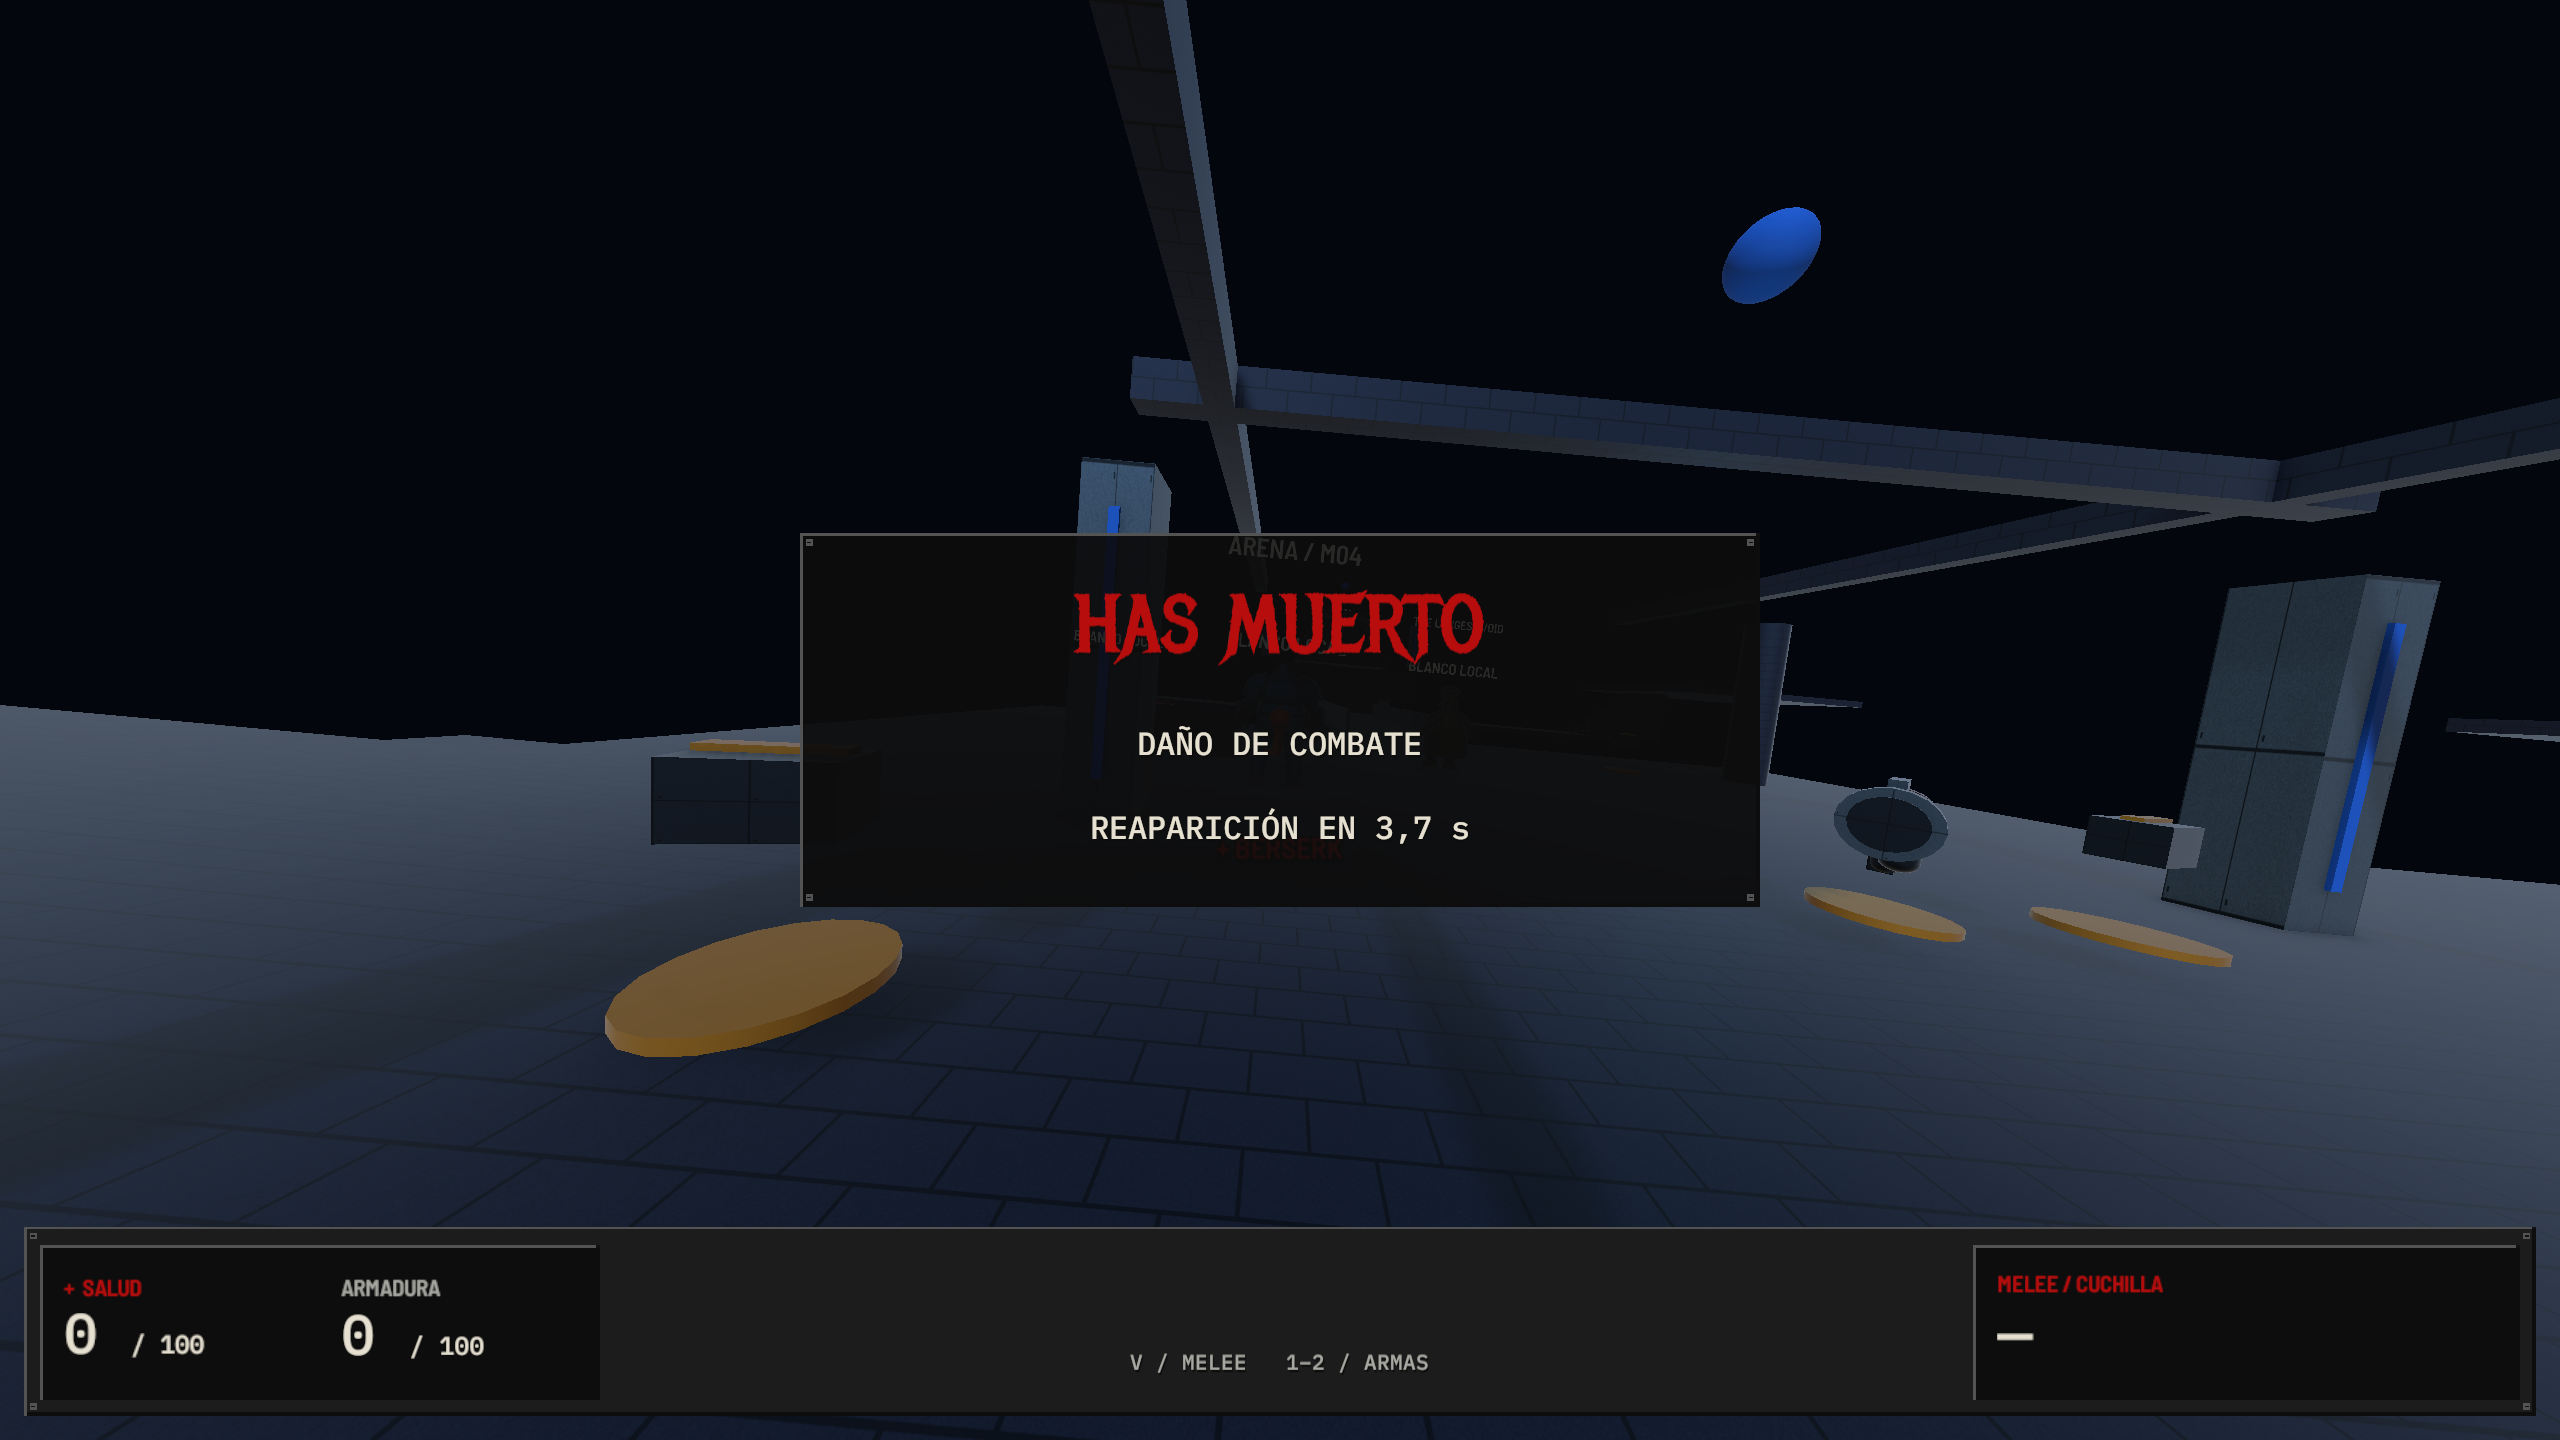 ARENA / M04
HAS MUERTO
BLANCO LOCAL
DAÑO DE COMBATE
REAPARICIÓN EN 3,7 s
+ BERSERK
+ SALUD
0 / 100
ARMADURA
0 / 100
V / MELEE 1-2 / ARMAS
MELEE / CUCHILLA
—